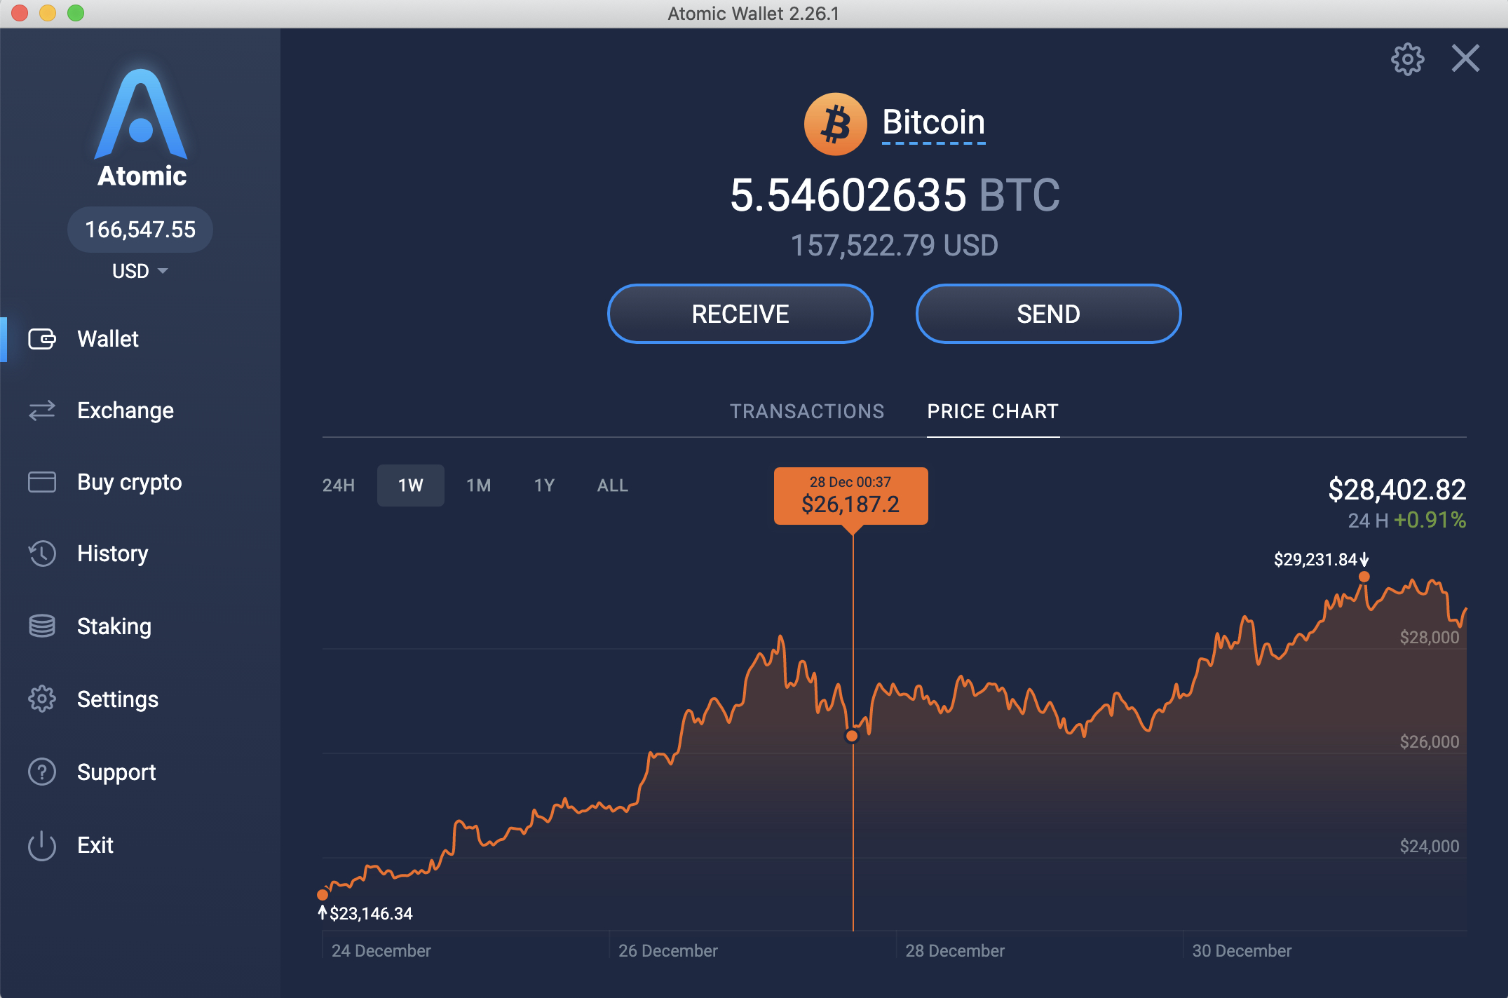 Atomic Wallet 2.26.1
Atomic
166,547.55
USD
Wallet
Exchange
Buy crypto
History
Staking
Settings
Support
Exit
Bitcoin
5.54602635 BTC
157,522.79 USD
RECEIVE SEND
TRANSACTIONS PRICE CHART
24H 1W 1M 1Y ALL
28 Dec 00:37
$26,187.2
$28,402.82
24 H +0.91%
$29,231.84
$28,000
$26,000
$24,000
$23,146.34
24 December 26 December 28 December 30 December